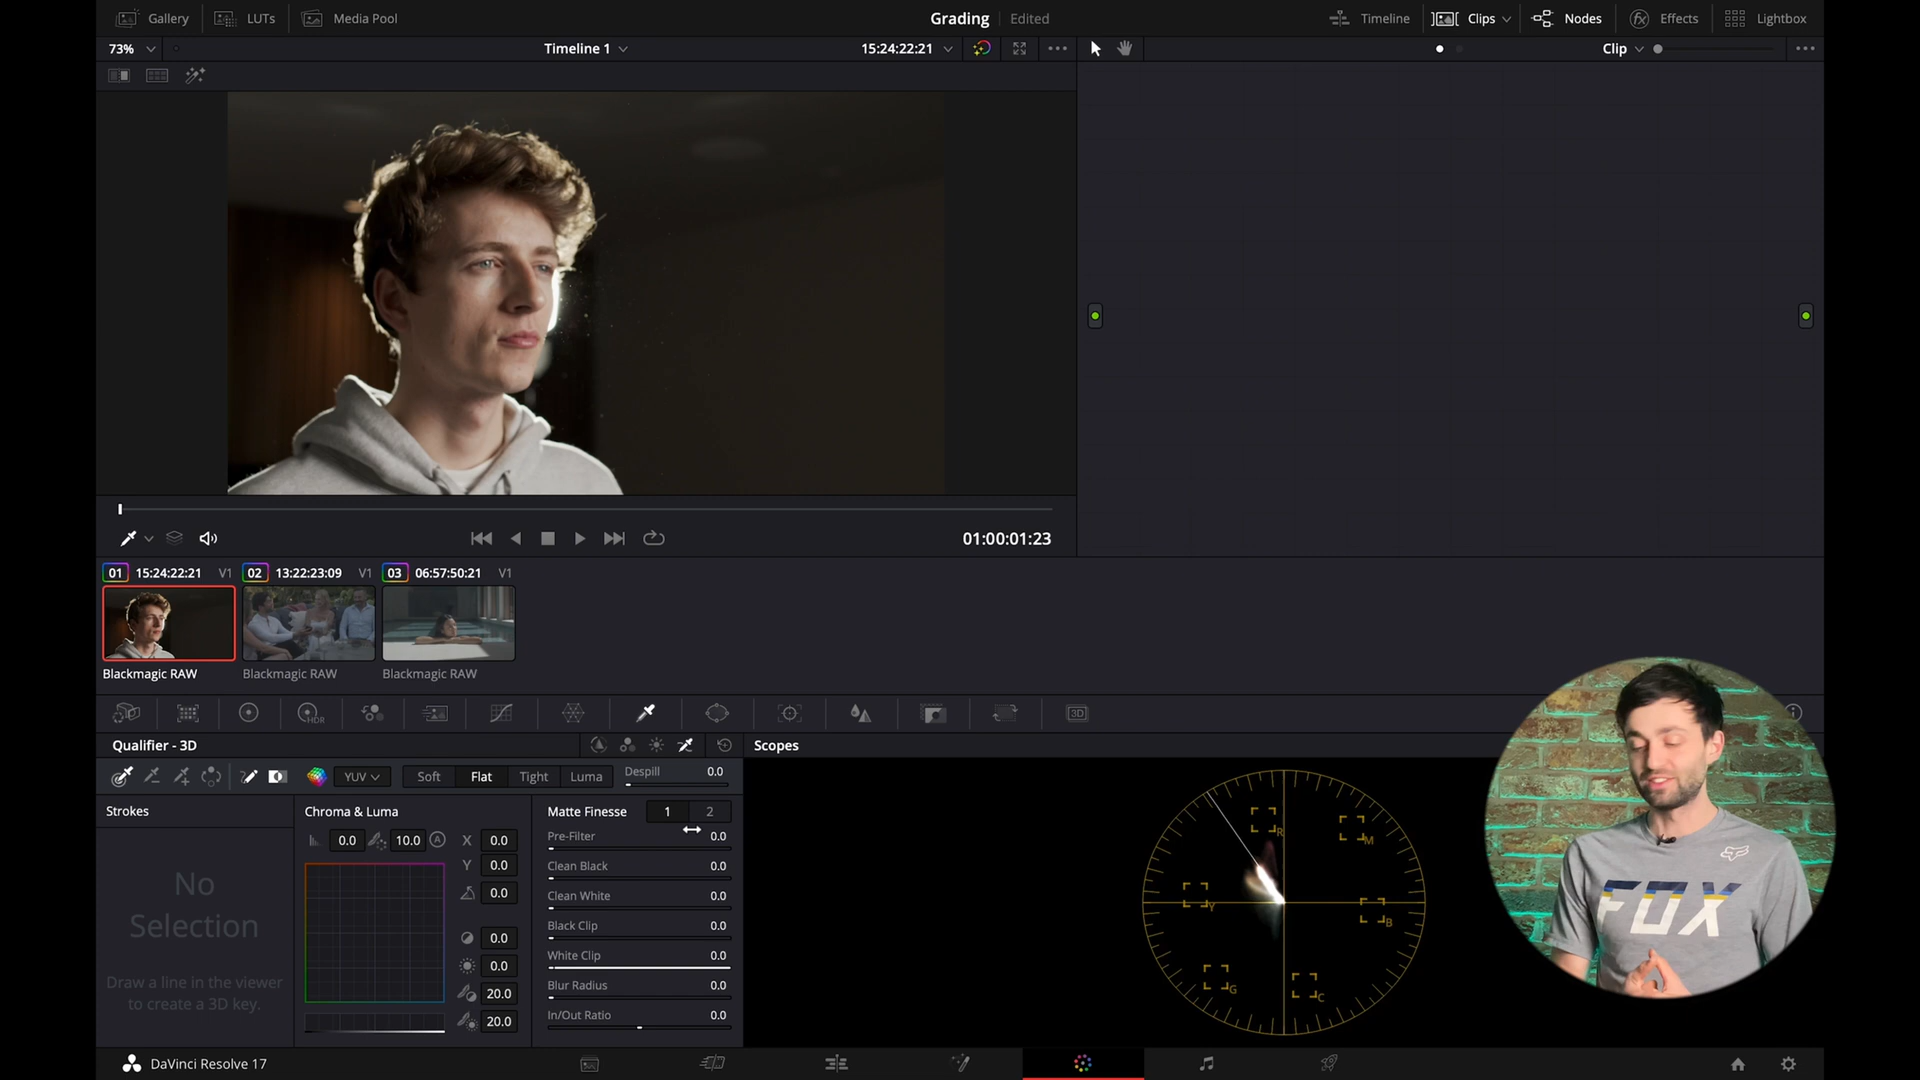 Gallery LUTs Media Pool Grading Edited Timeline Clips Nodes Effects Lightbox
73% Timeline 1 15:24:22:21 Clip
01:00:01:23
01 15:24:22:21 V1 02 13:22:23:09 V1 03 06:57:50:21 V1
Blackmagic RAW Blackmagic RAW Blackmagic RAW
HDR 3D
Qualifier - 3D Scopes
YUV Soft Flat Tight Luma Despill 0.0
Strokes Chroma & Luma Matte Finesse 1 2
0.0 10.0 A X 0.0 Pre-Filter 0.0
Y 0.0 Clean Black 0.0
0.0 Clean White 0.0
No
Selection
Draw a line in the viewer
to create a 3D key.
0.0 Black Clip 0.0
0.0 White Clip 0.0
20.0 Blur Radius 0.0
20.0 In/Out Ratio 0.0
R
M
Y
B
G
C
FOX
DaVinci Resolve 17